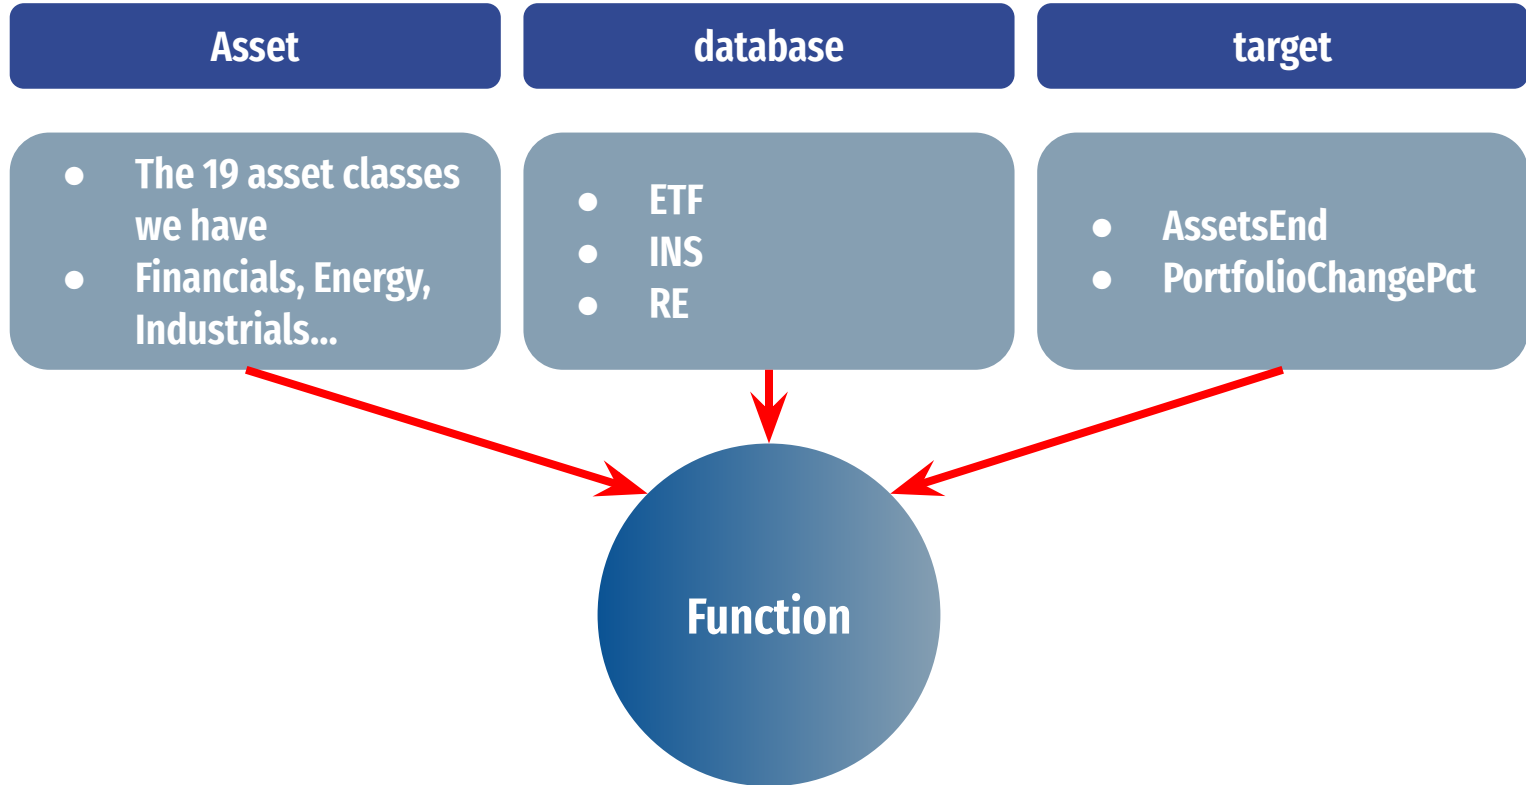 Asset
database
target
● The 19 asset classes
we have
● Financials, Energy,
Industrials...
● ETF
● INS
● RE
● AssetsEnd
● PortfolioChangePct
Function